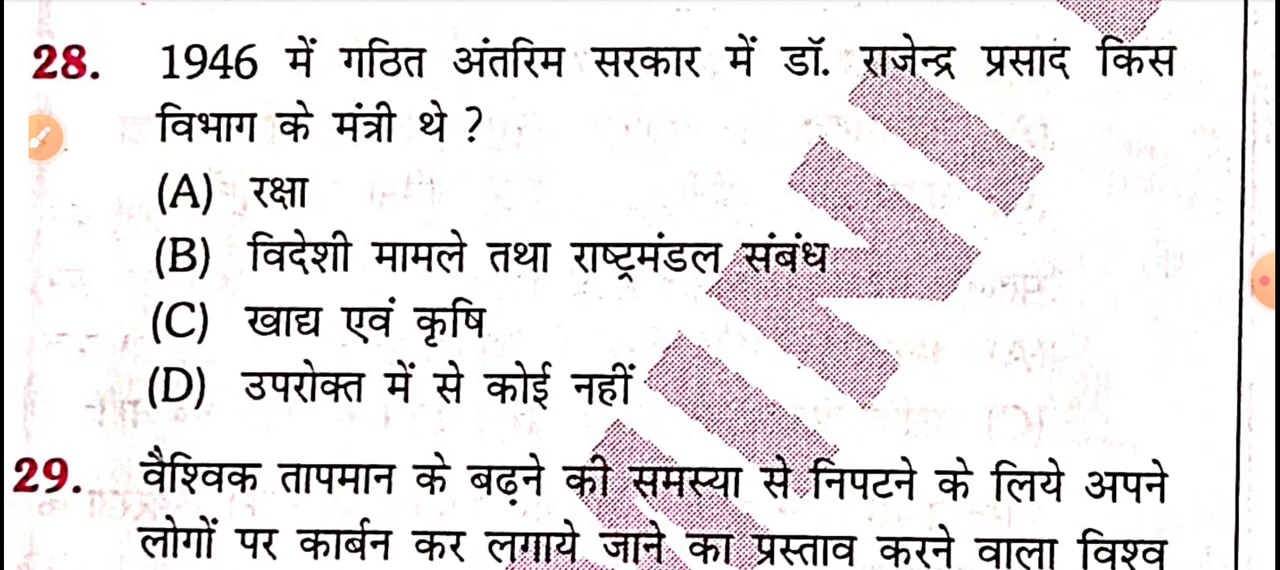 28. 1946 में गठित अंतरिम सरकार में डॉ. राजेन्द्र प्रसाद किस
विभाग के मंत्री थे ?
(A) रक्षा
(B) विदेशी मामले तथा राष्ट्रमंडल संबंध
(C) खाद्य एवं कृषि
(D) उपरोक्त में से कोई नहीं
29. वैश्विक तापमान के बढ़ने की समस्या से निपटने के लिये अपने
लोगों पर कार्बन कर लगाये जाने का प्रस्ताव करने वाला विश्व